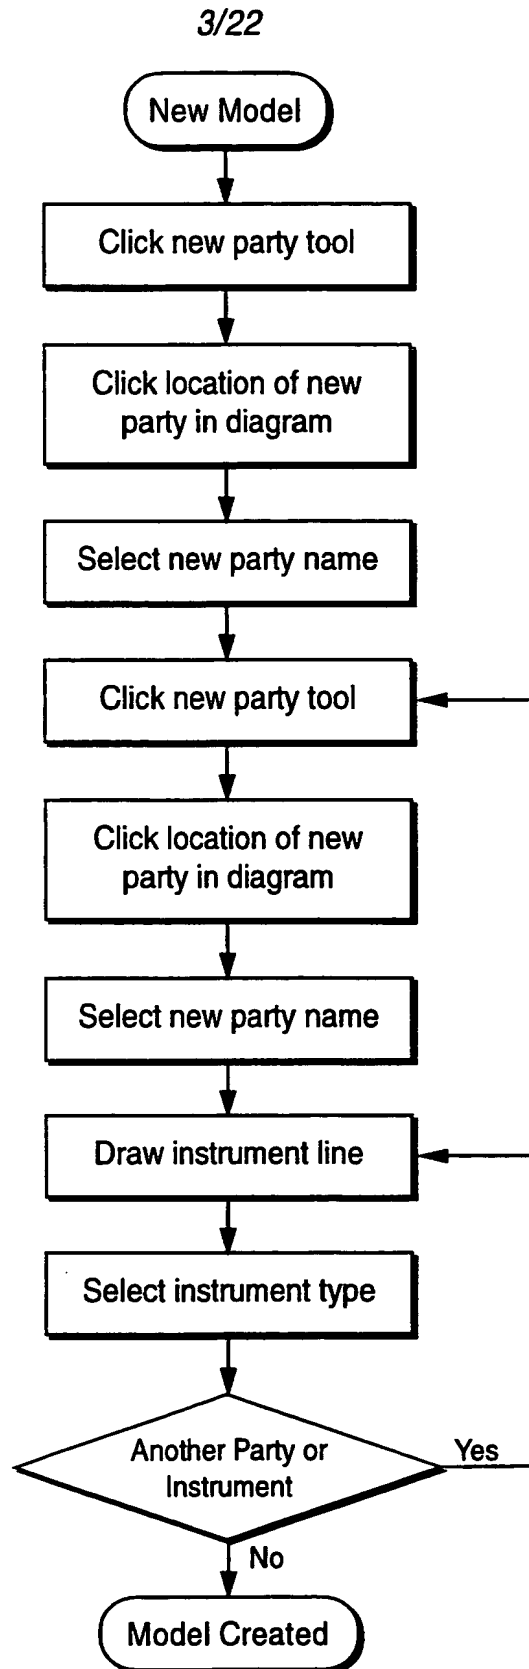 3/22
New Model
Click new party tool
Click location of new
party in diagram
Select new party name
Click new party tool
Click location of new
party in diagram
Select new party name
Draw instrument line
Select instrument type
Another Party or
Instrument
Yes
No
Model Created